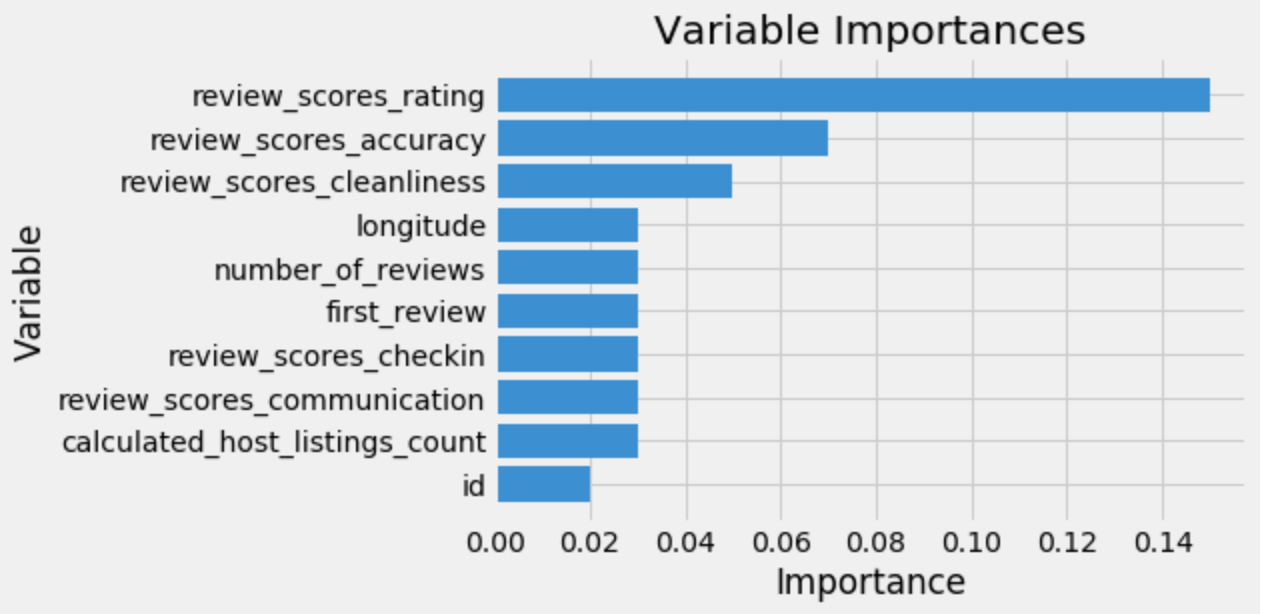 Variable Importances
review_scores_rating
review_scores_accuracy
review_scores_cleanliness
longitude
number_of_reviews
first_review
review_scores_checkin
review_scores_communication
calculated_host_listings_count
id
Variable
0.00 0.02 0.04 0.06 0.08 0.10 0.12 0.14
Importance